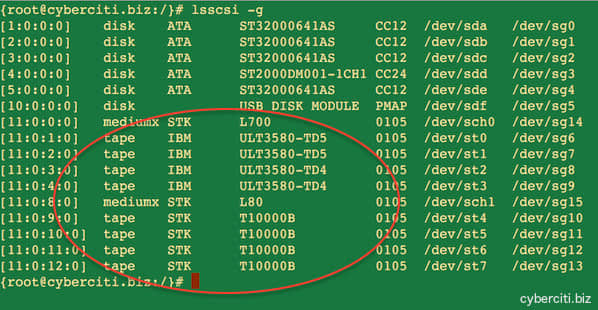 {root@cyberciti.biz:/}# lsscsi -g
[1:0:0:0] disk ATA ST32000641AS CC12 /dev/sda /dev/sg0
[2:0:0:0] disk ATA ST32000641AS CC12 /dev/sdb /dev/sg1
[3:0:0:0] disk ATA ST32000641AS CC12 /dev/sdc /dev/sg2
[4:0:0:0] disk ATA ST2000DM001-1CH1 CC24 /dev/sdd /dev/sg3
[5:0:0:0] disk ATA ST32000641AS CC12 /dev/sde /dev/sg4
[10:0:0:0] disk USB DISK MODULE PMAP /dev/sdf /dev/sg5
[11:0:0:0] mediumx STK L700 0105 /dev/sch0 /dev/sg14
[11:0:1:0] tape IBM ULT3580-TD5 0105 /dev/st0 /dev/sg6
[11:0:2:0] tape IBM ULT3580-TD5 0105 /dev/st1 /dev/sg7
[11:0:3:0] tape IBM ULT3580-TD4 0105 /dev/st2 /dev/sg8
[11:0:4:0] tape IBM ULT3580-TD4 0105 /dev/st3 /dev/sg9
[11:0:8:0] mediumx STK L80 0105 /dev/sch1 /dev/sg15
[11:0:9:0] tape STK T10000B 0105 /dev/st4 /dev/sg10
[11:0:10:0] tape STK T10000B 0105 /dev/st5 /dev/sg11
[11:0:11:0] tape STK T10000B 0105 /dev/st6 /dev/sg12
[11:0:12:0] tape STK T10000B 0105 /dev/st7 /dev/sg13
{root@cyberciti.biz:/}#
cyberciti.biz